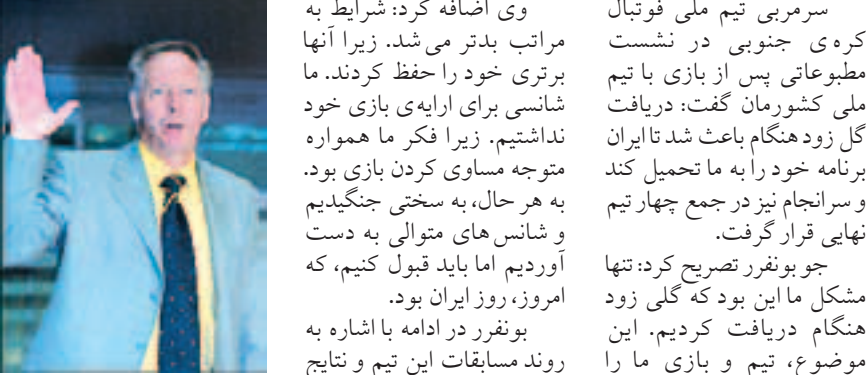 سرمربی تیم ملی فوتبال
کره ی جنوبی در نشست
مطبوعاتی پس از بازی با تیم
ملی کشورمان گفت: دریافت
گل زود هنگام باعث شد تا ایران
برنامه خود را به ما تحمیل کند
و سرانجام نیز در جمع چهار تیم
نهایی قرار گرفت.
جو بونفرر تصریح کرد: تنها
مشکل ما این بود که گلی زود
هنگام دریافت کردیم. این
موضوع، تیم و بازی ما را
وی اضافه کرد: شرایط به
مراتب بدتر می شد. زیرا آنها
برتری خود را حفظ کردند. ما
شانسی برای ارایه ی بازی خود
نداشتیم. زیرا فکر ما همواره
متوجه مساوی کردن بازی بود.
به هر حال، به سختی جنگیدیم
و شانس های متوالی به دست
آوردیم اما باید قبول کنیم، که
امروز، روز ایران بود.
بونفرر در ادامه با اشاره به
روند مسابقات این تیم و نتایج